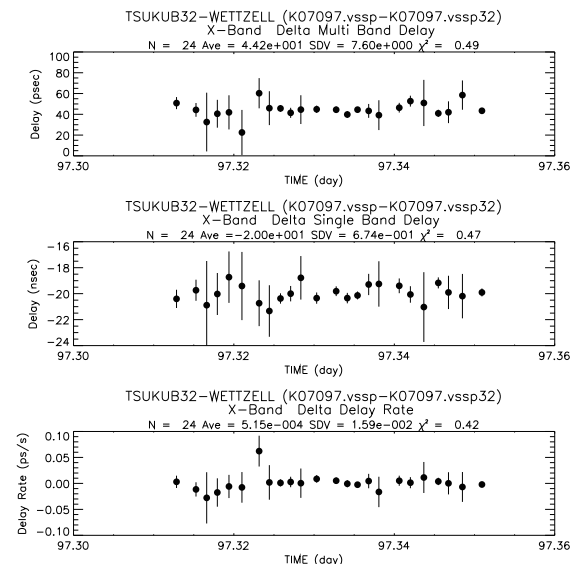 TSUKUB32-WETTZELL (K07097.vssp-K07097.vssp32)
X-Band Delta Multi Band Delay
N = 24 Ave = 4.42e+001 SDV = 7.60e+000 χ² = 0.49
Delay (psec)
100
80
60
40
20
0
97.30 97.32 97.34 97.36
TIME (day)
TSUKUB32-WETTZELL (K07097.vssp-K07097.vssp32)
X-Band Delta Single Band Delay
N = 24 Ave =-2.00e+001 SDV = 6.74e-001 χ² = 0.47
Delay (nsec)
-16
-18
-20
-22
-24
97.30 97.32 97.34 97.36
TIME (day)
TSUKUB32-WETTZELL (K07097.vssp-K07097.vssp32)
X-Band Delta Delay Rate
N = 24 Ave = 5.15e-004 SDV = 1.59e-002 χ² = 0.42
Delay Rate (ps/s)
0.10
0.05
0.00
-0.05
-0.10
97.30 97.32 97.34 97.36
TIME (day)